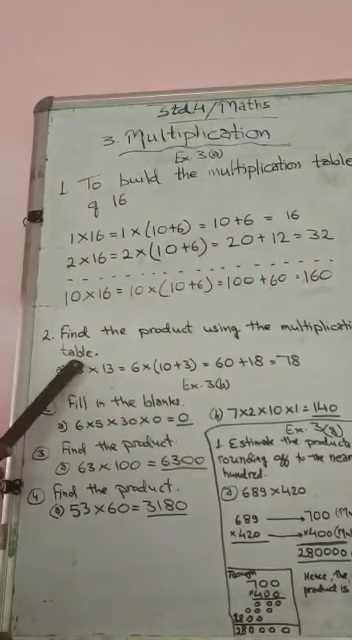 Std 4/Maths
3. Multiplication
Ex. 3(a)
1. To build the multiplication table
of 16
1×16 = 1×(10+6) = 10+6 = 16
2×16 = 2×(10+6) = 20+12 = 32
10×16 = 10×(10+6) = 100+60 = 160
2. Find the product using the
table.
×13 = 6×(10+3) = 60+18 = 78
Ex. 3(b)
Fill in the blanks.
a) 6×5×30×0 = 0
(b) 7×2×10×1 = 140
③ Find the product.
63×100 = 6300
④ Find the product.
53×60 = 3180
1. Estimate the products
rounding off to the
hundred.
(a) 689×420
689 → 700
×420 → ×400
280000
Rough
700
×400
000
000
2800
280000
Hence, the
product is